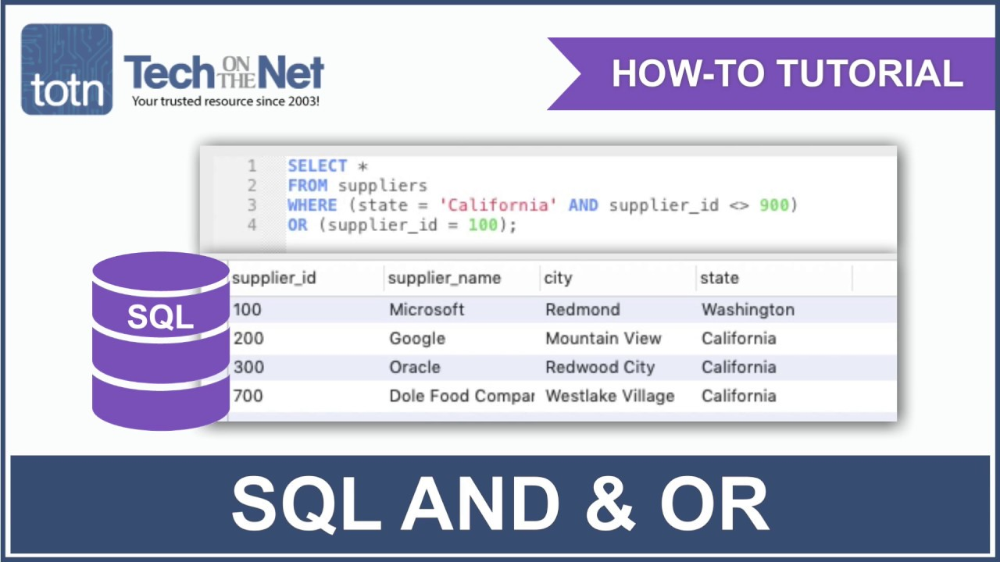 totn
Tech ON THE Net
Your trusted resource since 2003!
HOW-TO TUTORIAL
1 SELECT *
2 FROM suppliers
3 WHERE (state = 'California' AND supplier_id <> 900)
4 OR (supplier_id = 100);
supplier_id supplier_name city state
100 Microsoft Redmond Washington
200 Google Mountain View California
300 Oracle Redwood City California
700 Dole Food Compar Westlake Village California
SQL
SQL AND & OR